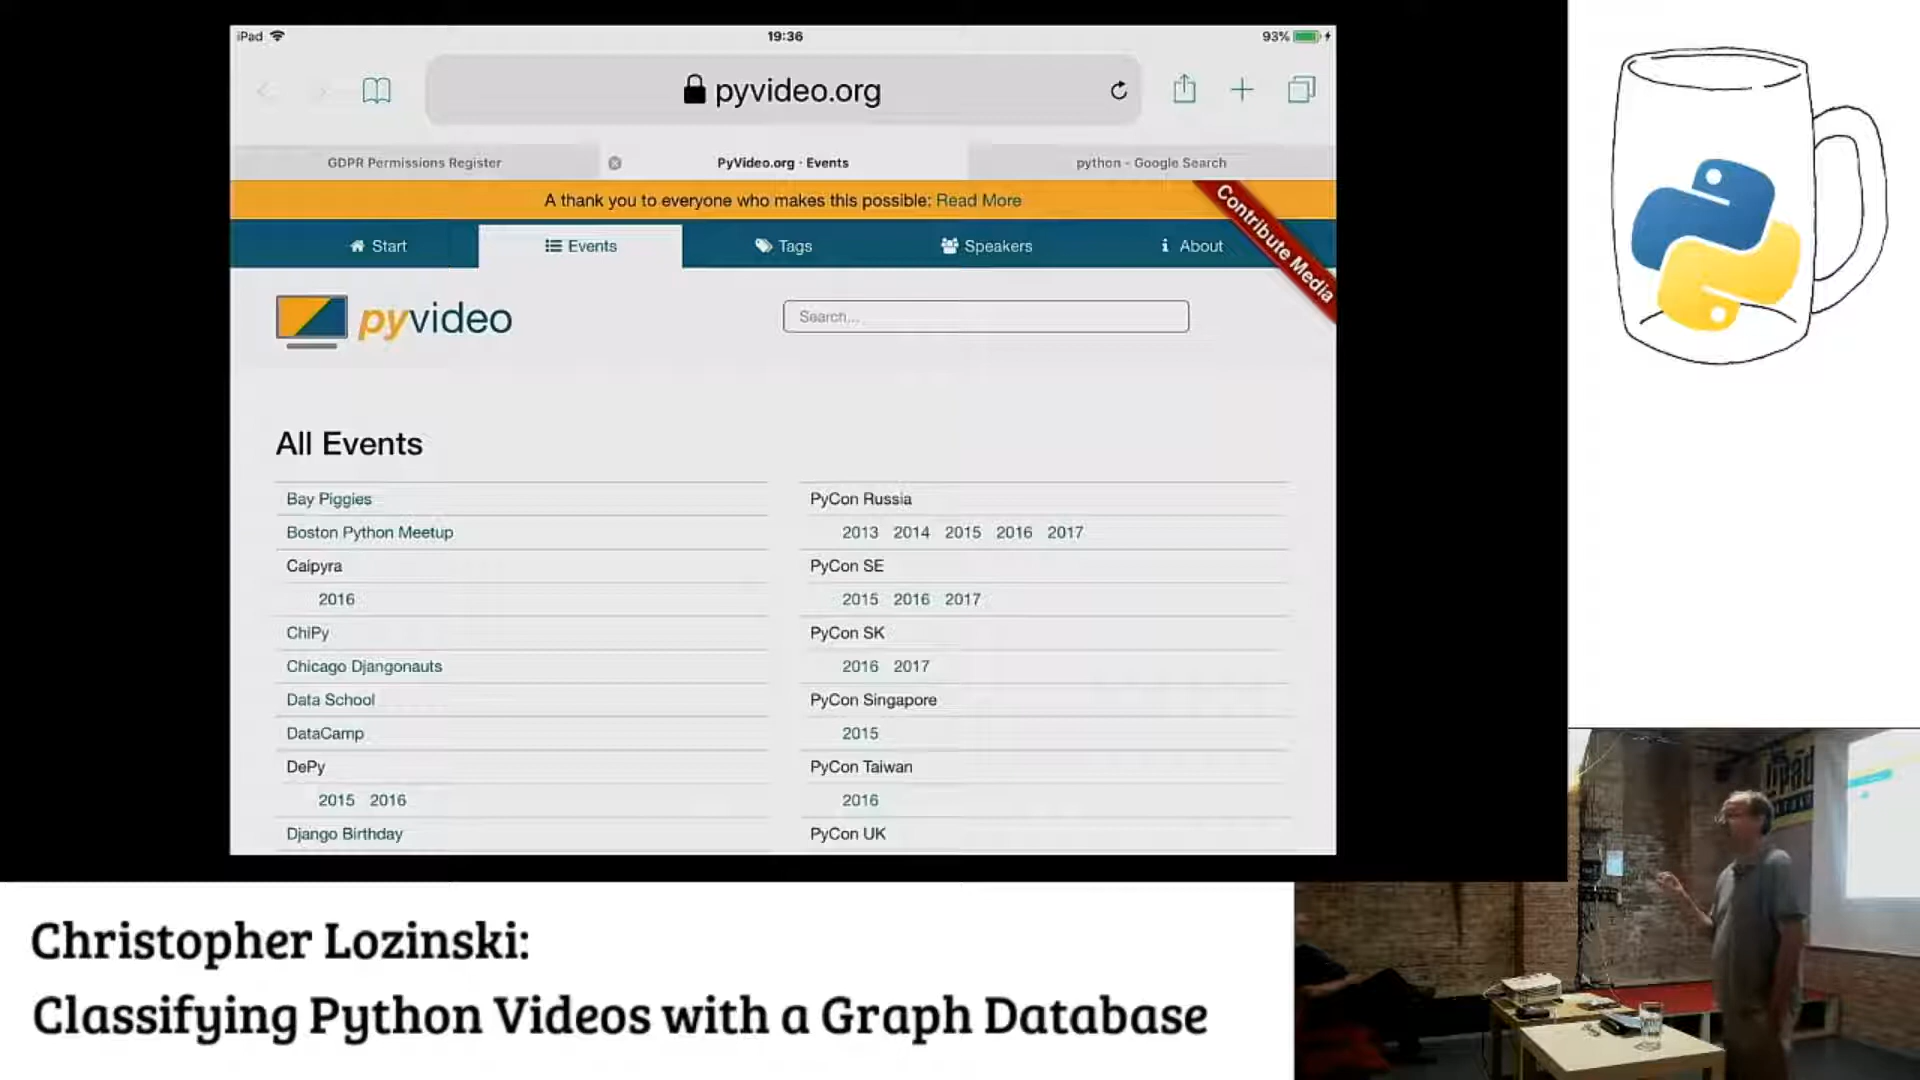 iPad
19:36
93%
pyvideo.org
GDPR Permissions Register
PyVideo.org · Events
python - Google Search
A thank you to everyone who makes this possible: Read More
Contribute Media
Start
Events
Tags
Speakers
About
pyvideo
Search...
All Events
Bay Piggies
Boston Python Meetup
Caipyra
2016
ChiPy
Chicago Djangonauts
Data School
DataCamp
DePy
2015 2016
Django Birthday
PyCon Russia
2013 2014 2015 2016 2017
PyCon SE
2015 2016 2017
PyCon SK
2016 2017
PyCon Singapore
2015
PyCon Taiwan
2016
PyCon UK
Christopher Lozinski:
Classifying Python Videos with a Graph Database